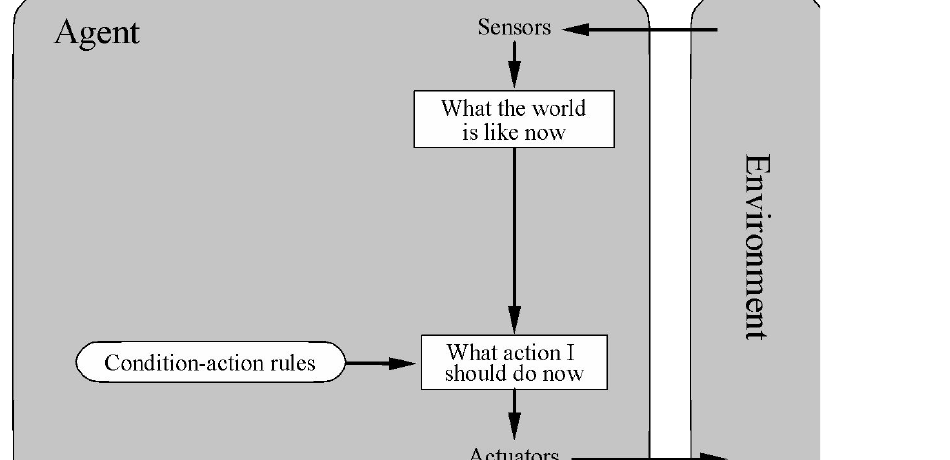 Agent
Sensors
What the world
is like now
Environment
Condition-action rules
What action I
should do now
Actuators